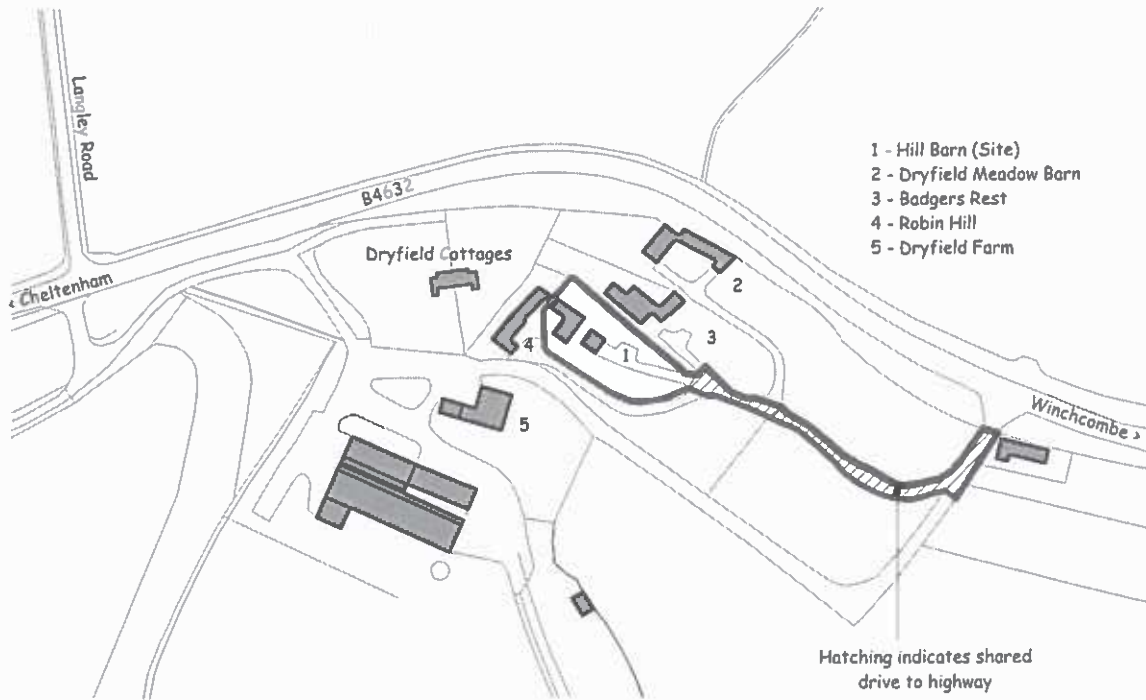 Langley Road
B4632
1 - Hill Barn (Site)
2 - Dryfield Meadow Barn
3 - Badgers Rest
4 - Robin Hill
5 - Dryfield Farm
Dryfield Cottages
‹ Cheltenham
2
3
4
1
5
Winchcombe ›
Hatching indicates shared
drive to highway